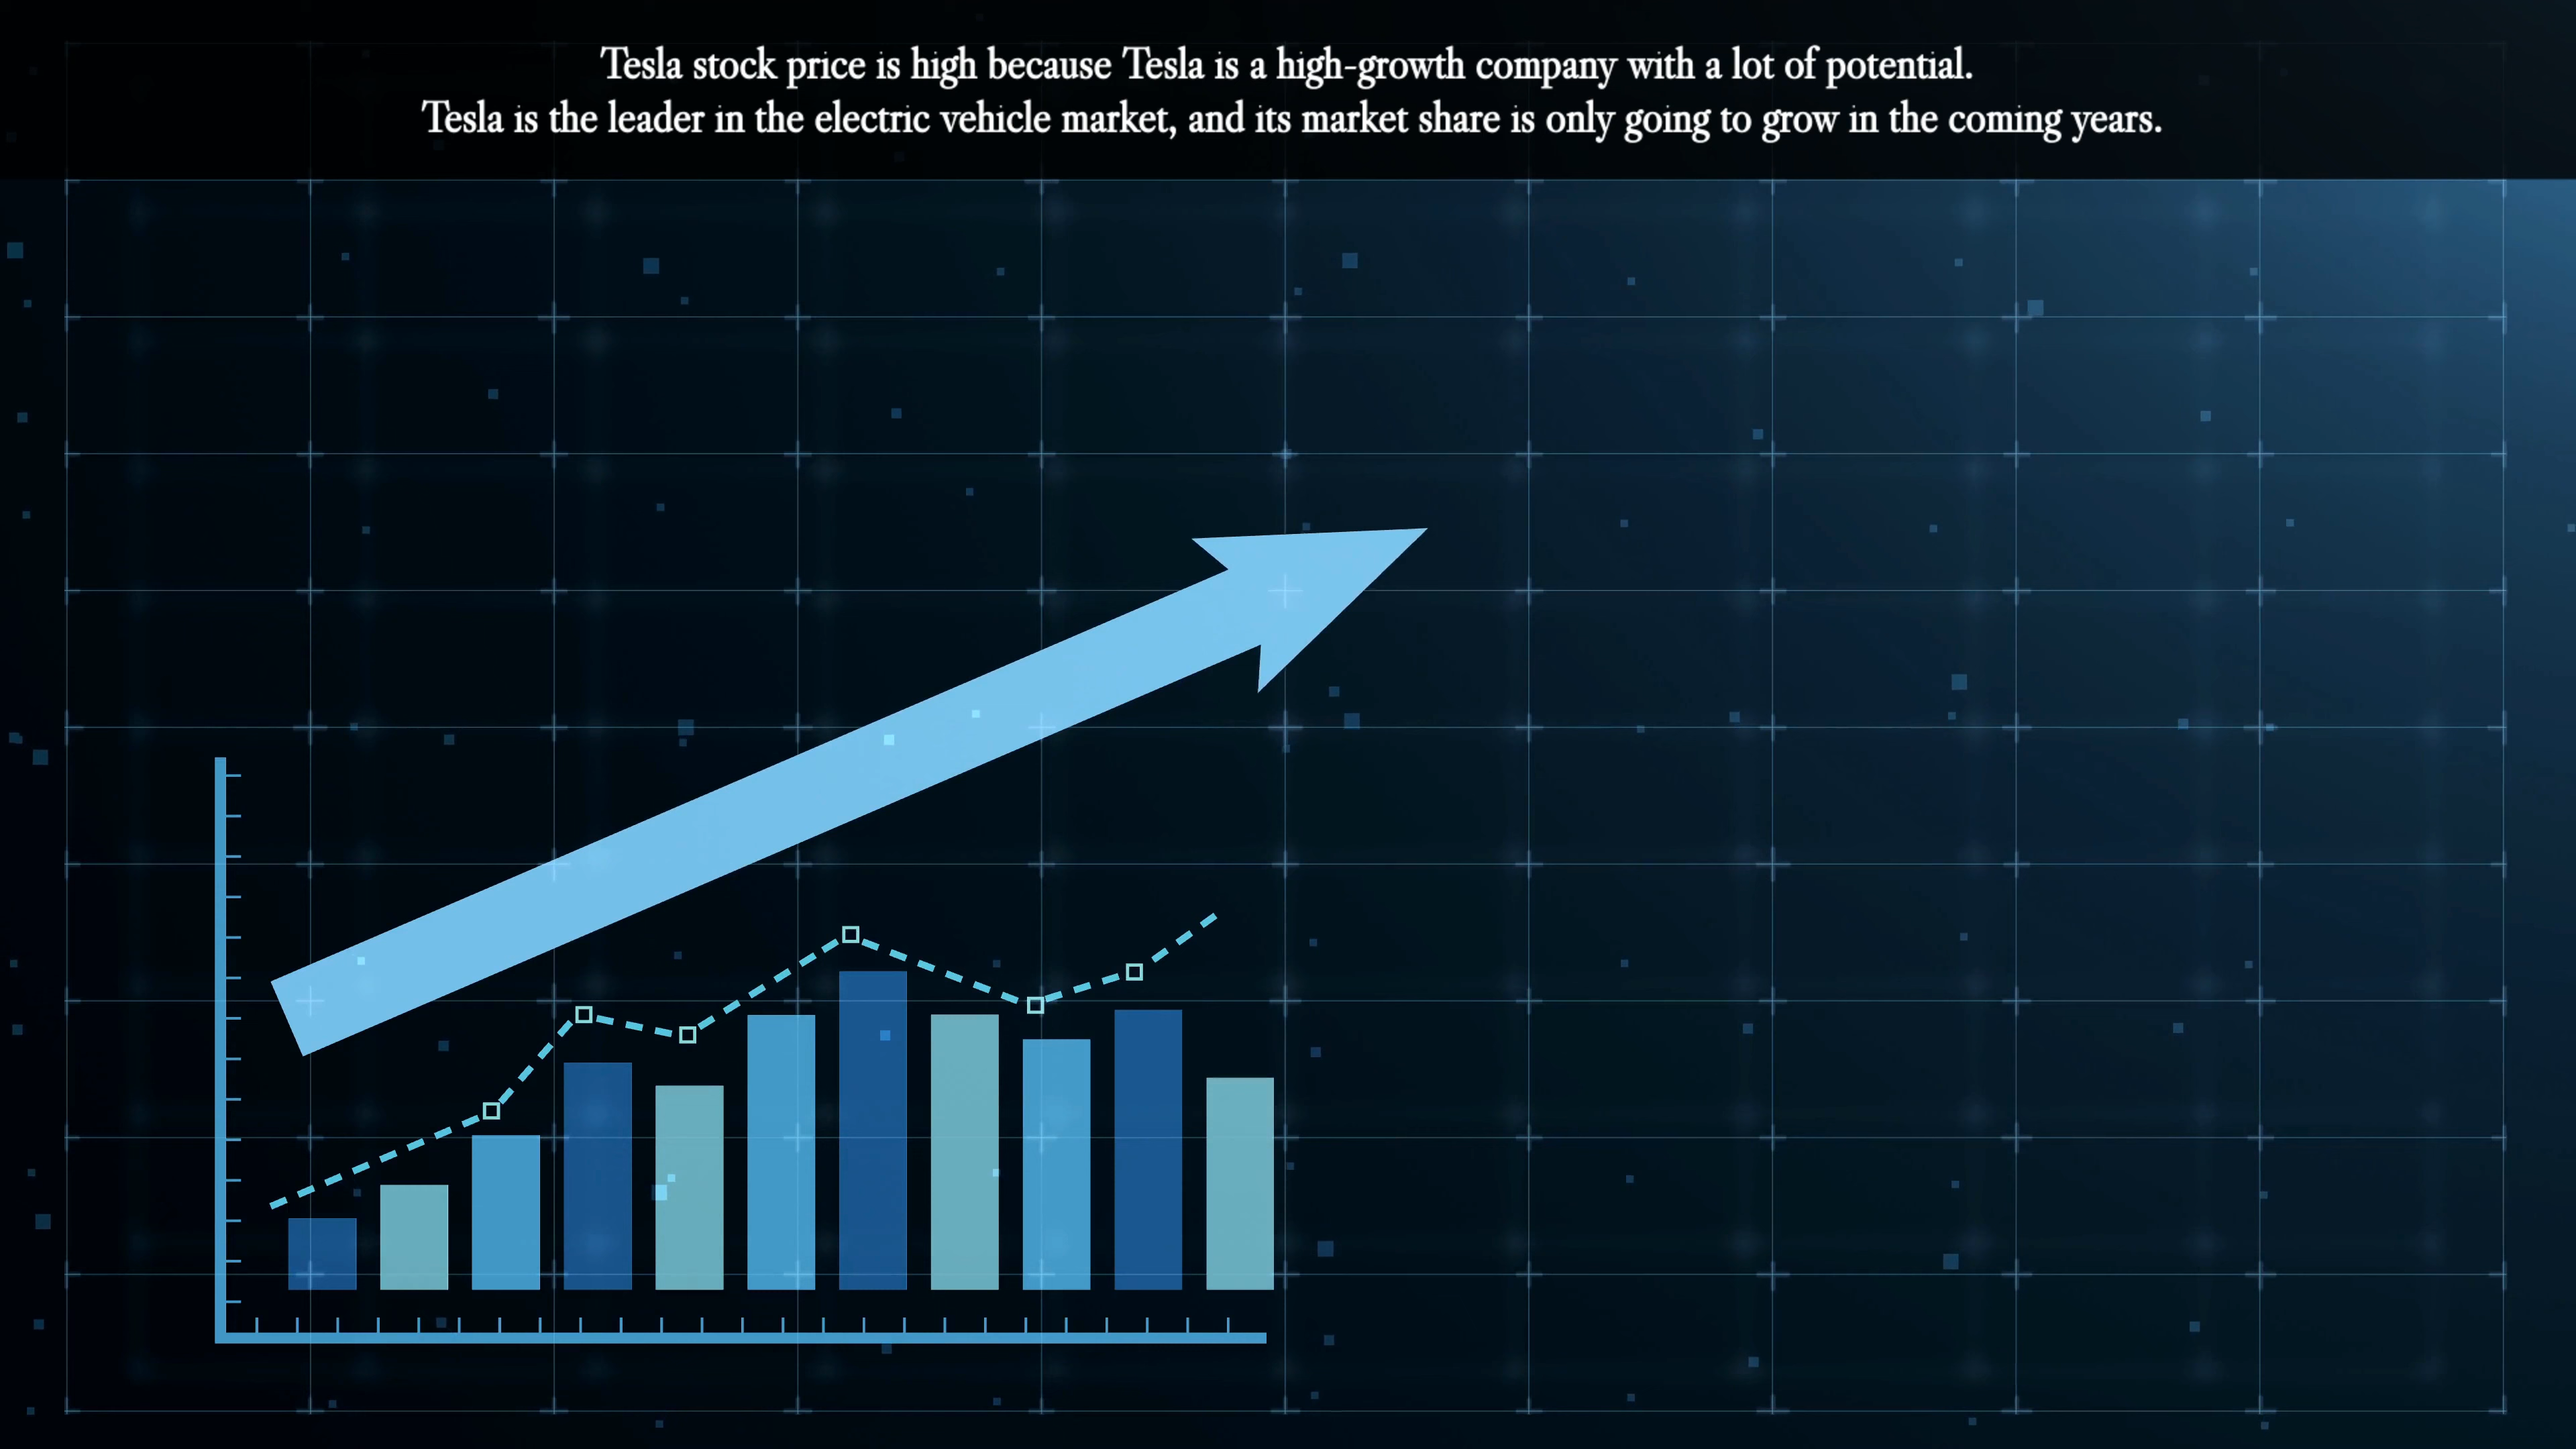 Tesla stock price is high because Tesla is a high-growth company with a lot of potential.
Tesla is the leader in the electric vehicle market, and its market share is only going to grow in the coming years.